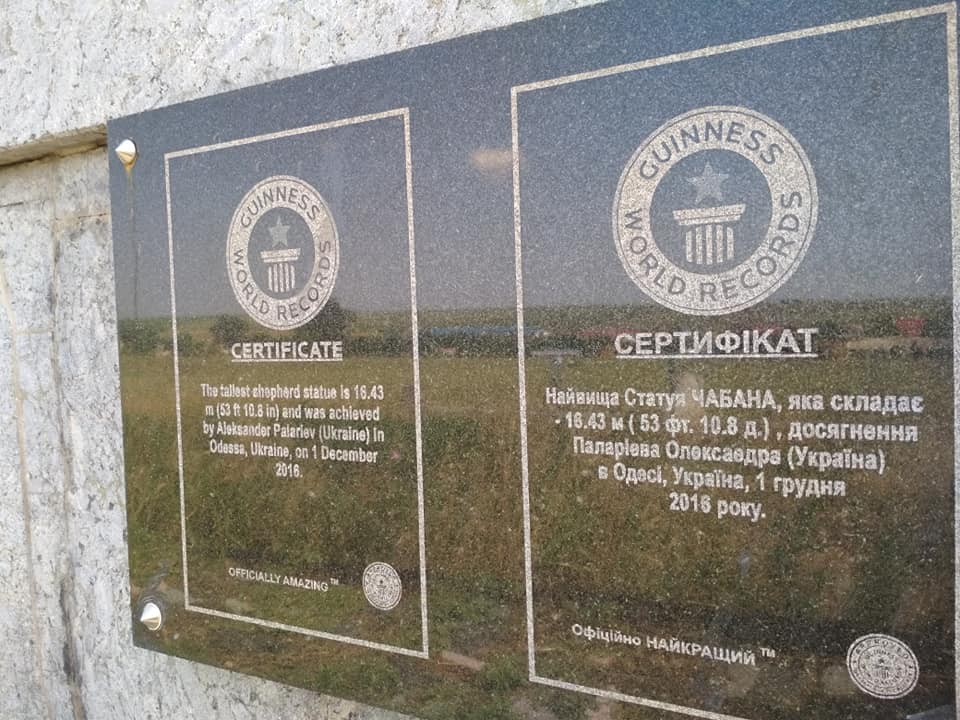 GUINNESS
WORLD RECORDS
CERTIFICATE
The tallest shepherd statue is 16.43
m (53 ft 10.8 in) and was achieved
by Aleksander Palariev (Ukraine) in
Odessa, Ukraine, on 1 December
2016.
OFFICIALLY AMAZING™
GUINNESS
WORLD RECORDS
СЕРТИФІКАТ
Найвища Статуя ЧАБАНА, яка складає
- 16.43 м ( 53 фт. 10.8 д.) , досягнення
Паларієва Олександра (Україна)
в Одесі, Україна, 1 грудня
2016 року.
Офіційно НАЙКРАЩИЙ™